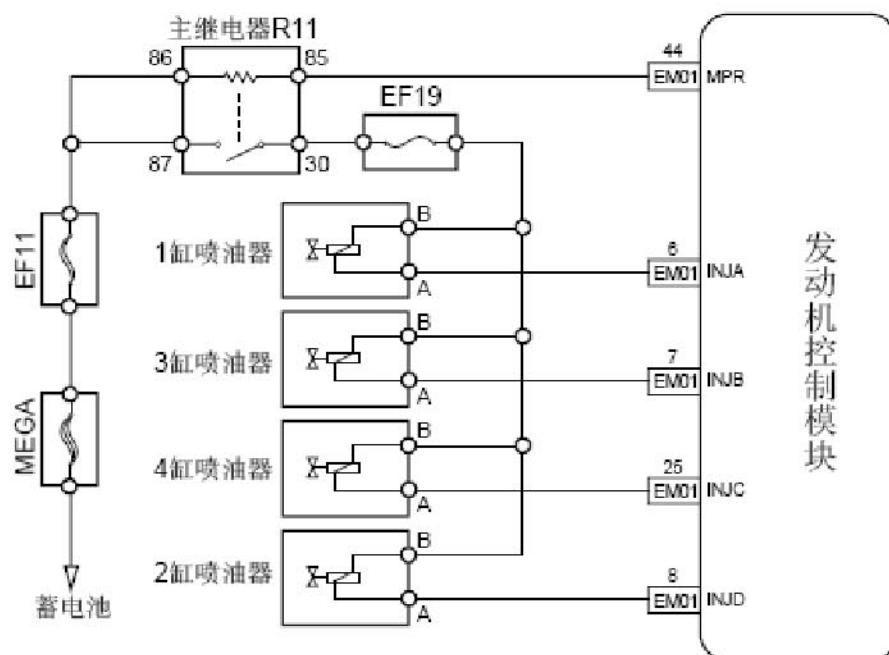 主继电器R11
86
85
44
EM01 MPR
EF19
87
30
EF11
B
1缸喷油器
A
6
EM01 INJA
B
3缸喷油器
A
7
EM01 INJB
发动机控制模块
MEGA
B
4缸喷油器
A
25
EM01 INJC
B
2缸喷油器
A
8
EM01 INJD
蓄电池